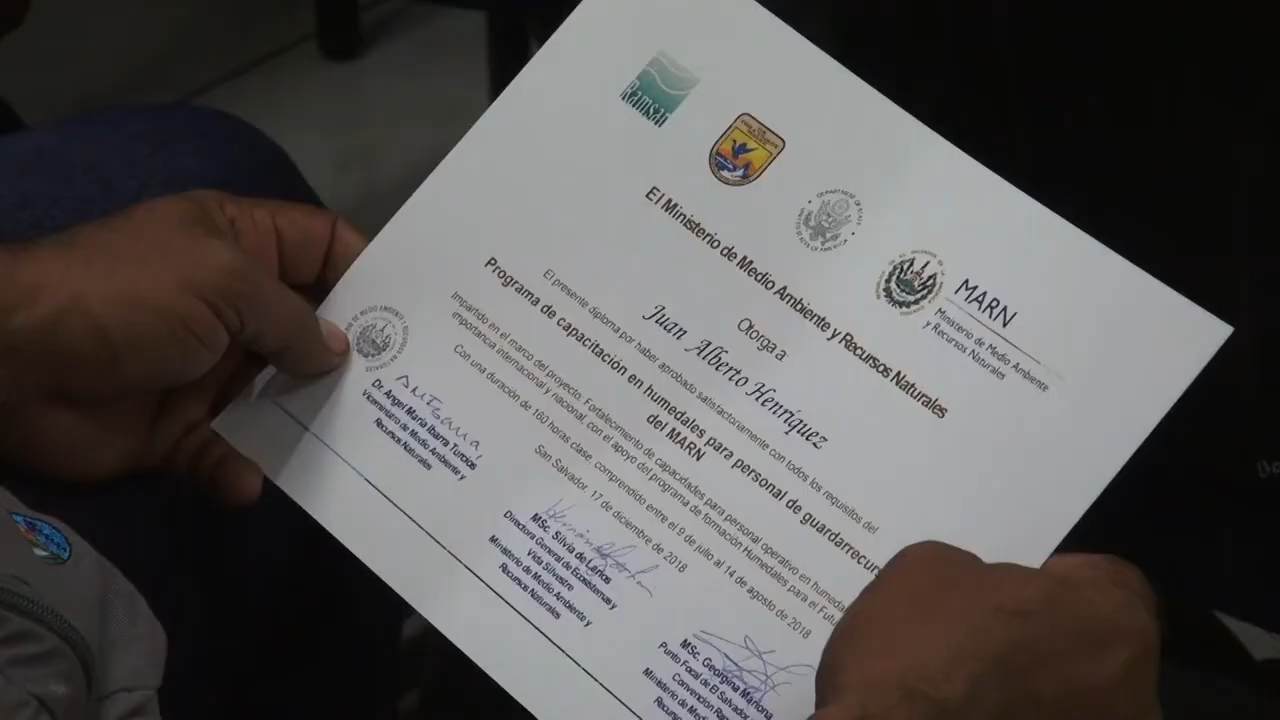 Ramsar
DEPARTMENT OF STATE
UNITED STATES OF AMERICA
MARN
Ministerio de Medio Ambiente
y Recursos Naturales
El Ministerio de Medio Ambiente y Recursos Naturales
Otorga a:
Juan Alberto Henríquez
El presente diploma por haber aprobado satisfactoriamente con todos los requisitos del
Programa de capacitación en humedales para personal de guardarrecurs
del MARN
Impartido en el marco del proyecto: Fortalecimiento de capacidades para personal operativo en humeda
importancia internacional y nacional, con el apoyo del programa de formación Humedales para el Futu
Con una duración de 160 horas clase, comprendido entre el 9 de julio al 14 de agosto de 2018
San Salvador, 17 de diciembre de 2018
Dr. Angel María Ibarra Turcios
Viceministro de Medio Ambiente y
Recursos Naturales
MSc. Silvia de Larios
Directora General de Ecosistemas y
Vida Silvestre
Ministerio de Medio Ambiente y
Recursos Naturales
MSc. Georgina Mariona
Punto Focal de El Salvador
Convención Ra
Ministerio de Med
Recurs